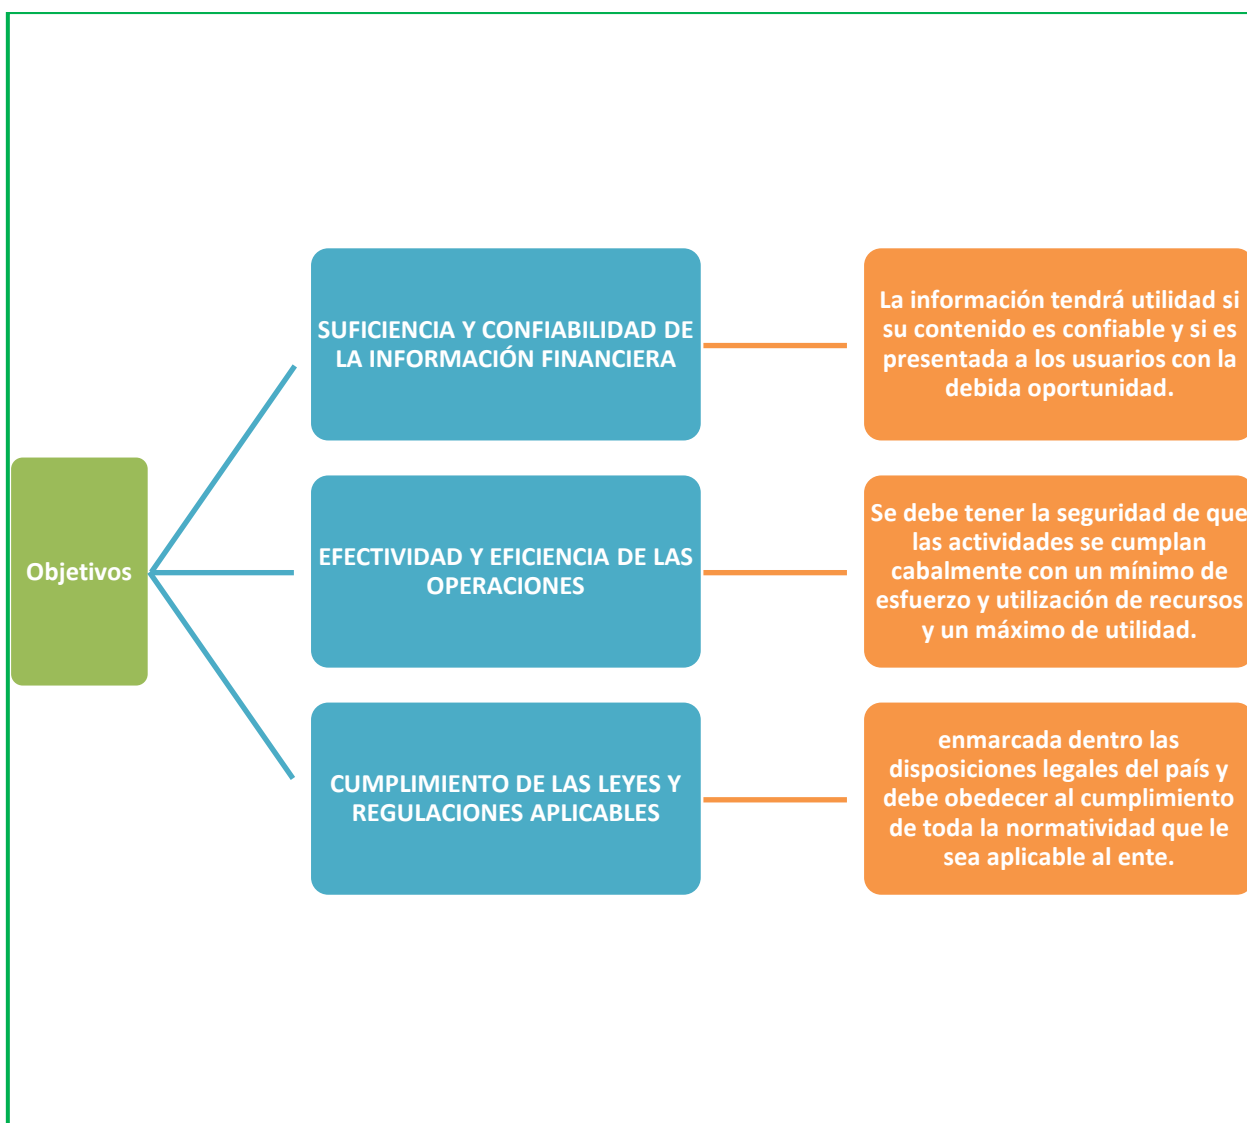 Objetivos
SUFICIENCIA Y CONFIABILIDAD DE
LA INFORMACIÓN FINANCIERA
La información tendrá utilidad si
su contenido es confiable y si es
presentada a los usuarios con la
debida oportunidad.
EFECTIVIDAD Y EFICIENCIA DE LAS
OPERACIONES
Se debe tener la seguridad de que
las actividades se cumplan
cabalmente con un mínimo de
esfuerzo y utilización de recursos
y un máximo de utilidad.
CUMPLIMIENTO DE LAS LEYES Y
REGULACIONES APLICABLES
enmarcada dentro las
disposiciones legales del país y
debe obedecer al cumplimiento
de toda la normatividad que le
sea aplicable al ente.